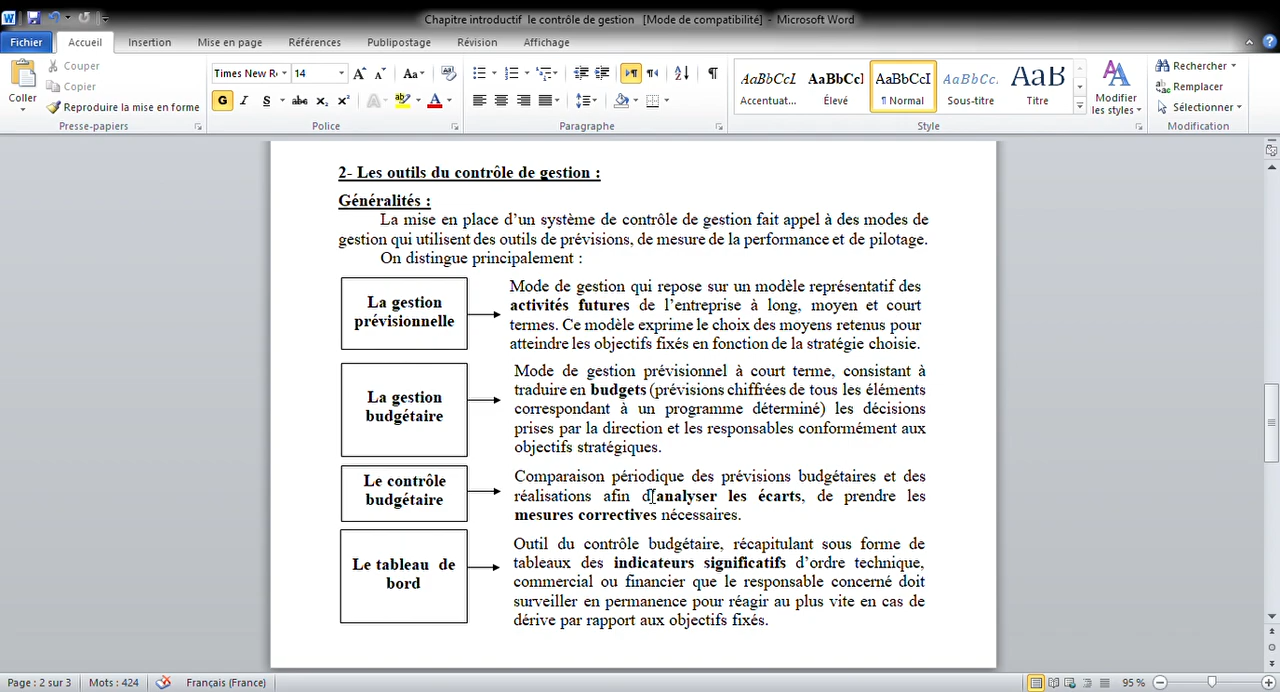 Chapitre introductif le contrôle de gestion [Mode de compatibilité] - Microsoft Word
Fichier Accueil Insertion Mise en page Références Publipostage Révision Affichage
Coller
Couper
Copier
Reproduire la mise en forme
Presse-papiers
Times New R 14
G I S abc x₂ x²
Police
Paragraphe
AaBbCcI AaBbCcI AaBbCcI AaBbCc. AaB
Accentuat... Élevé ¶ Normal Sous-titre Titre
Modifier
les styles
Style
Rechercher
Remplacer
Sélectionner
Modification
2- Les outils du contrôle de gestion :
Généralités :
La mise en place d’un système de contrôle de gestion fait appel à des modes de
gestion qui utilisent des outils de prévisions, de mesure de la performance et de pilotage.
On distingue principalement :
La gestion
prévisionnelle
Mode de gestion qui repose sur un modèle représentatif des
activités futures de l’entreprise à long, moyen et court
termes. Ce modèle exprime le choix des moyens retenus pour
atteindre les objectifs fixés en fonction de la stratégie choisie.
La gestion
budgétaire
Mode de gestion prévisionnel à court terme, consistant à
traduire en budgets (prévisions chiffrées de tous les éléments
correspondant à un programme déterminé) les décisions
prises par la direction et les responsables conformément aux
objectifs stratégiques.
Le contrôle
budgétaire
Comparaison périodique des prévisions budgétaires et des
réalisations afin d’analyser les écarts, de prendre les
mesures correctives nécessaires.
Le tableau de
bord
Outil du contrôle budgétaire, récapitulant sous forme de
tableaux des indicateurs significatifs d’ordre technique,
commercial ou financier que le responsable concerné doit
surveiller en permanence pour réagir au plus vite en cas de
dérive par rapport aux objectifs fixés.
Page : 2 sur 3 Mots : 424 Français (France) 95 %